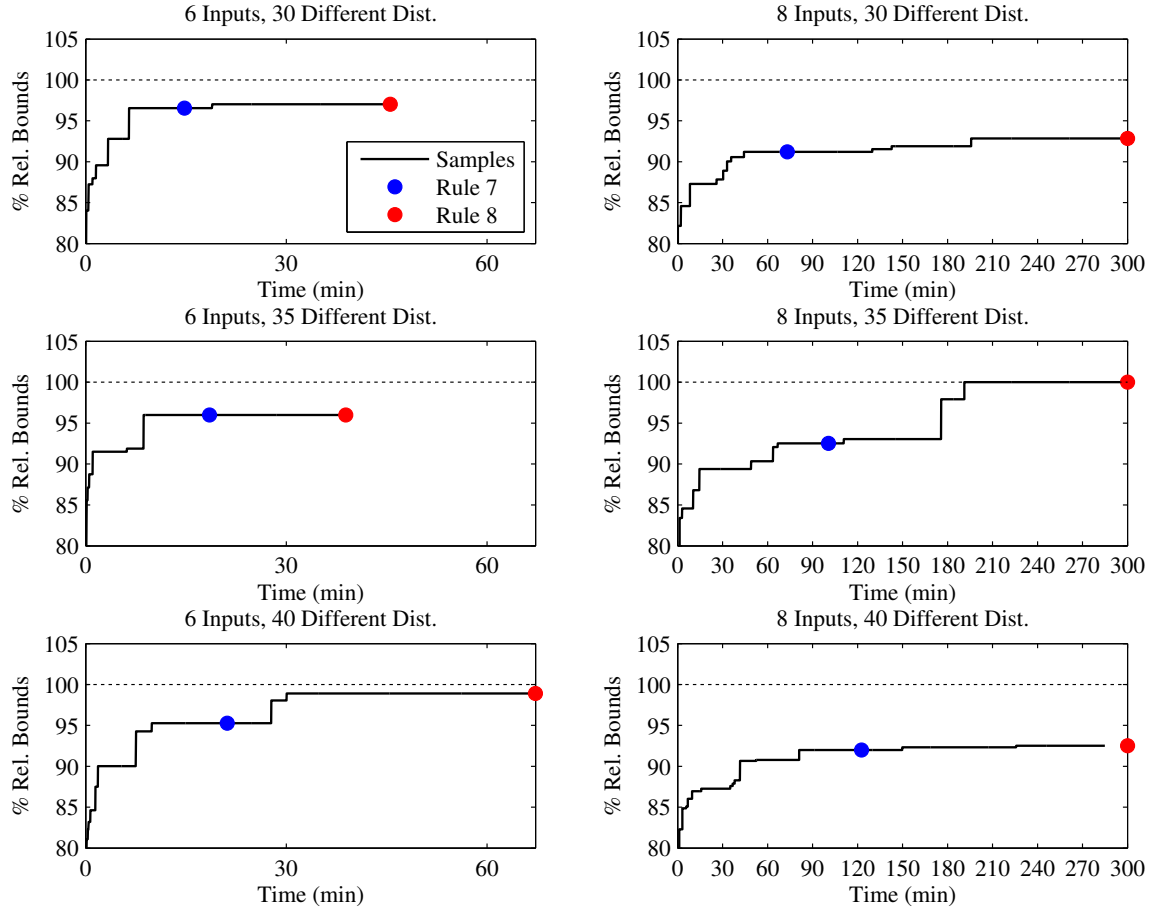 6 Inputs, 30 Different Dist.
105
100
95
90
85
80
% Rel. Bounds
0 30 60
Time (min)
Samples
Rule 7
Rule 8
8 Inputs, 30 Different Dist.
105
100
95
90
85
80
% Rel. Bounds
0 30 60 90 120 150 180 210 240 270 300
Time (min)
6 Inputs, 35 Different Dist.
105
100
95
90
85
80
% Rel. Bounds
0 30 60
Time (min)
8 Inputs, 35 Different Dist.
105
100
95
90
85
80
% Rel. Bounds
0 30 60 90 120 150 180 210 240 270 300
Time (min)
6 Inputs, 40 Different Dist.
105
100
95
90
85
80
% Rel. Bounds
0 30 60
Time (min)
8 Inputs, 40 Different Dist.
105
100
95
90
85
80
% Rel. Bounds
0 30 60 90 120 150 180 210 240 270 300
Time (min)